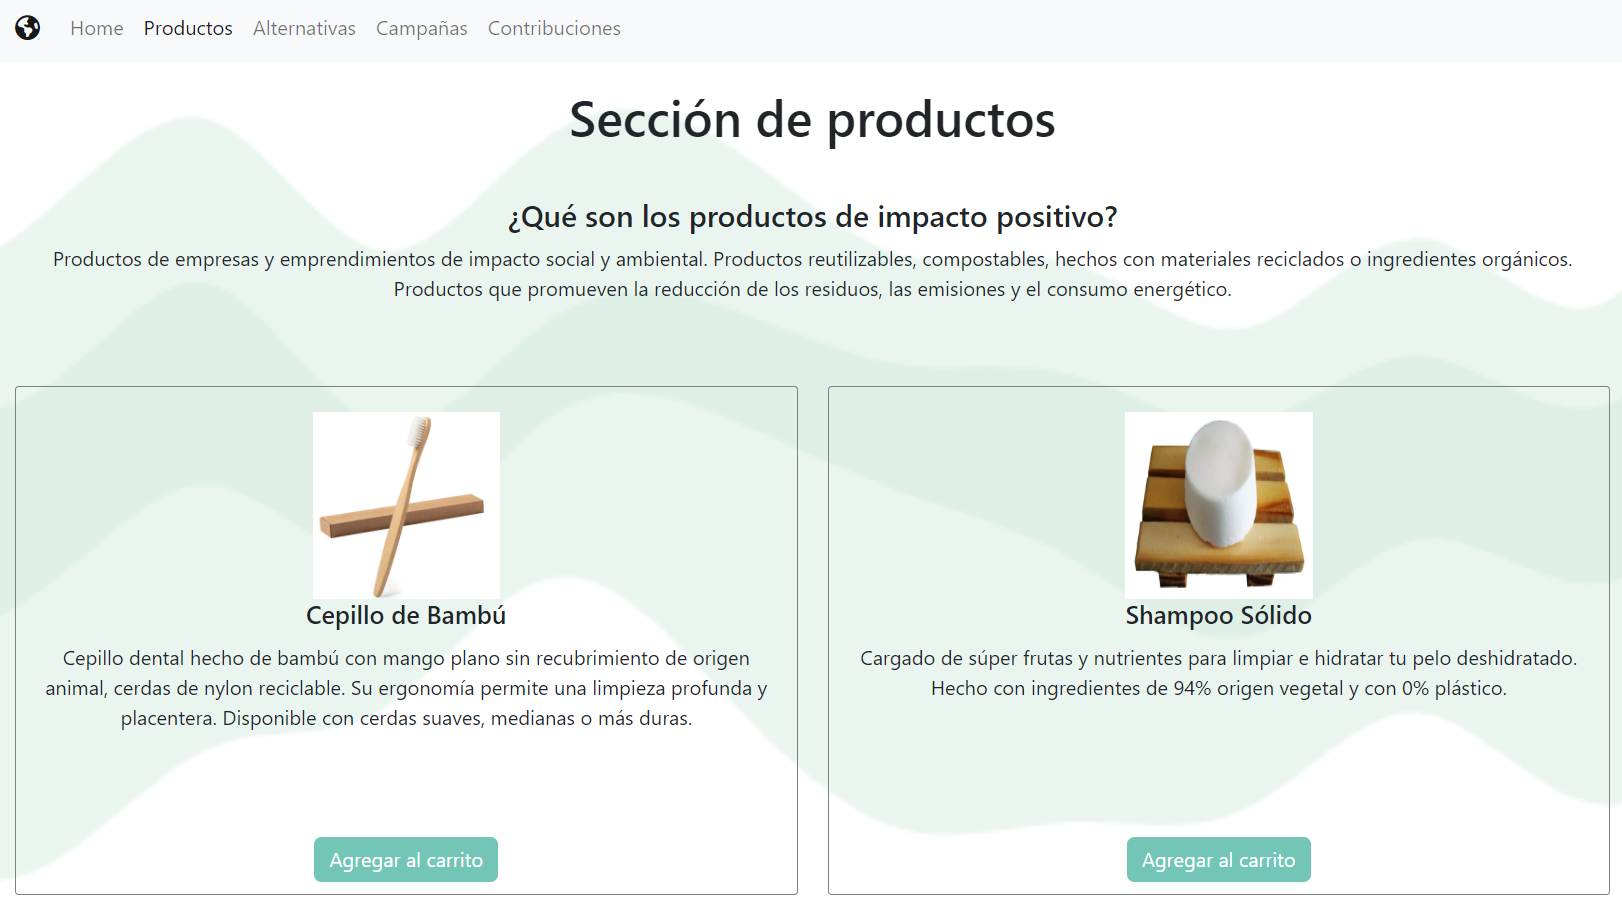 Home Productos Alternativas Campañas Contribuciones
Sección de productos
¿Qué son los productos de impacto positivo?
Productos de empresas y emprendimientos de impacto social y ambiental. Productos reutilizables, compostables, hechos con materiales reciclados o ingredientes orgánicos.
Productos que promueven la reducción de los residuos, las emisiones y el consumo energético.
Cepillo de Bambú
Cepillo dental hecho de bambú con mango plano sin recubrimiento de origen
animal, cerdas de nylon reciclable. Su ergonomía permite una limpieza profunda y
placentera. Disponible con cerdas suaves, medianas o más duras.
Agregar al carrito
Shampoo Sólido
Cargado de súper frutas y nutrientes para limpiar e hidratar tu pelo deshidratado.
Hecho con ingredientes de 94% origen vegetal y con 0% plástico.
Agregar al carrito